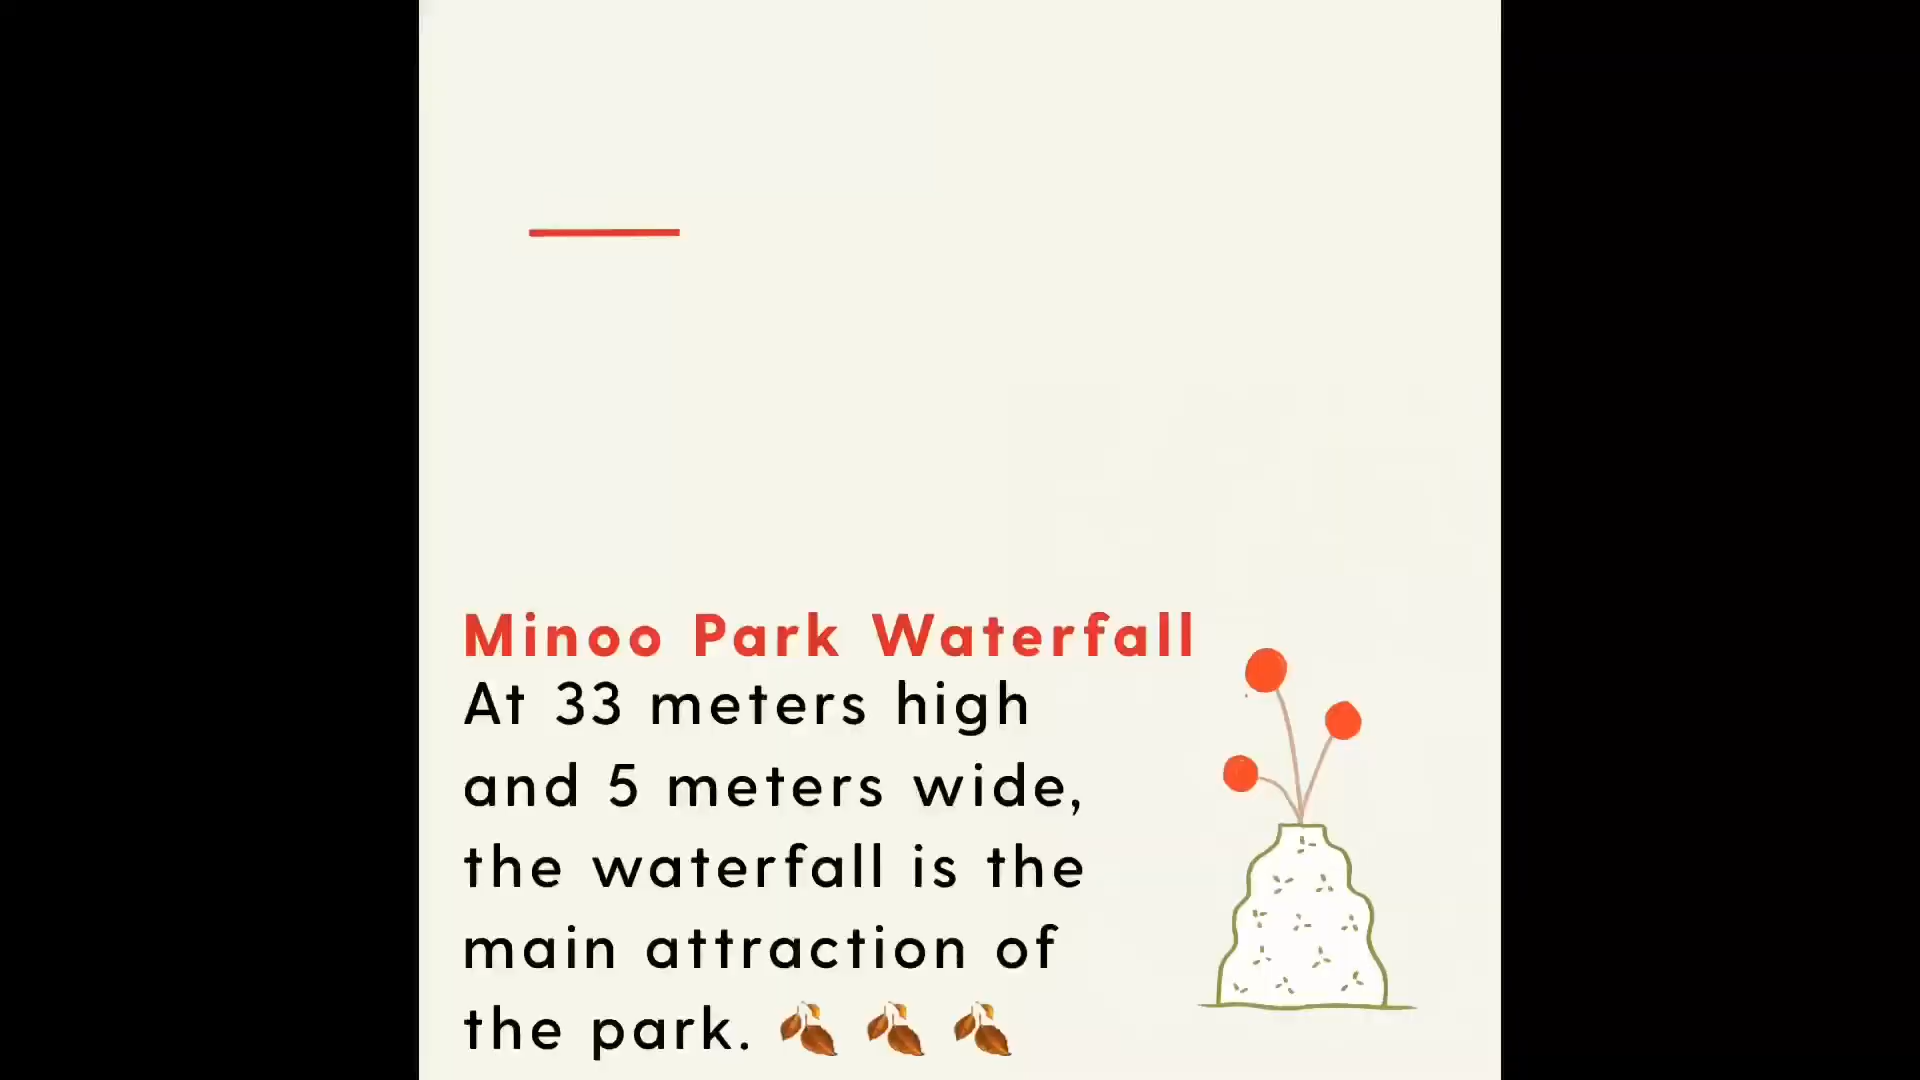 Minoo Park Waterfall
At 33 meters high
and 5 meters wide,
the waterfall is the
main attraction of
the park. 🍂 🍂 🍂